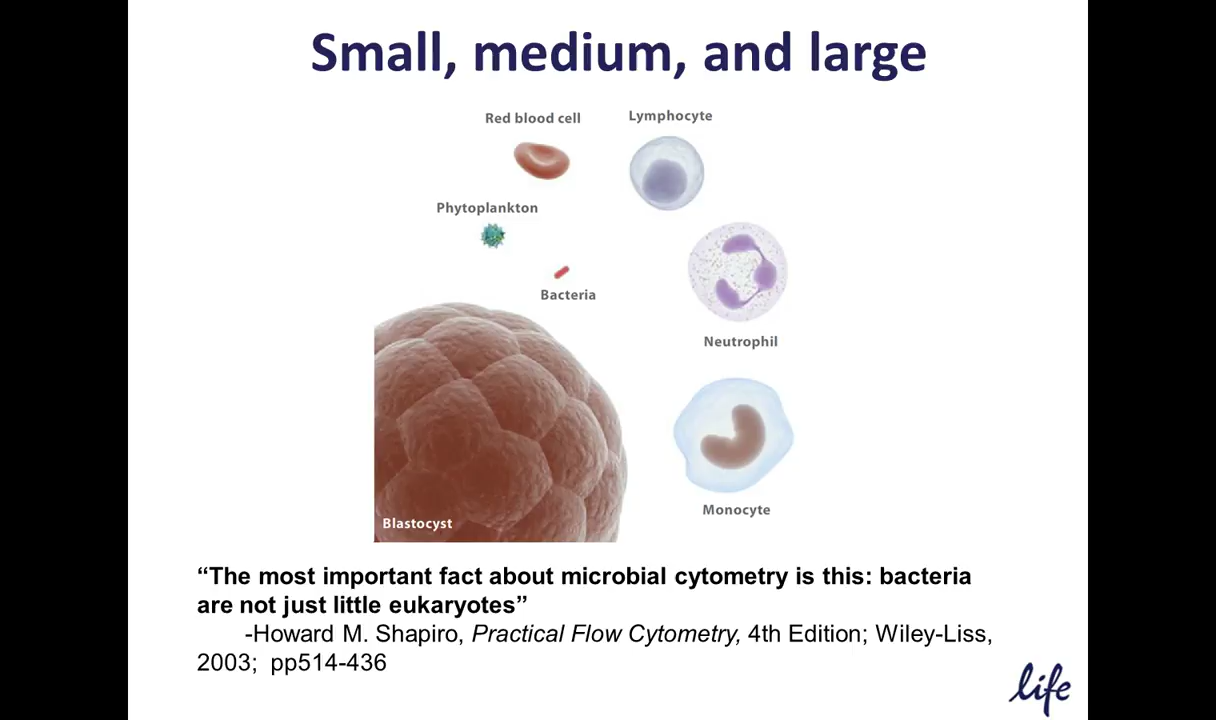 Small, medium, and large
Red blood cell
Lymphocyte
Phytoplankton
Bacteria
Neutrophil
Monocyte
Blastocyst
“The most important fact about microbial cytometry is this: bacteria
are not just little eukaryotes”
-Howard M. Shapiro, Practical Flow Cytometry, 4th Edition; Wiley-Liss,
2003; pp514-436
life